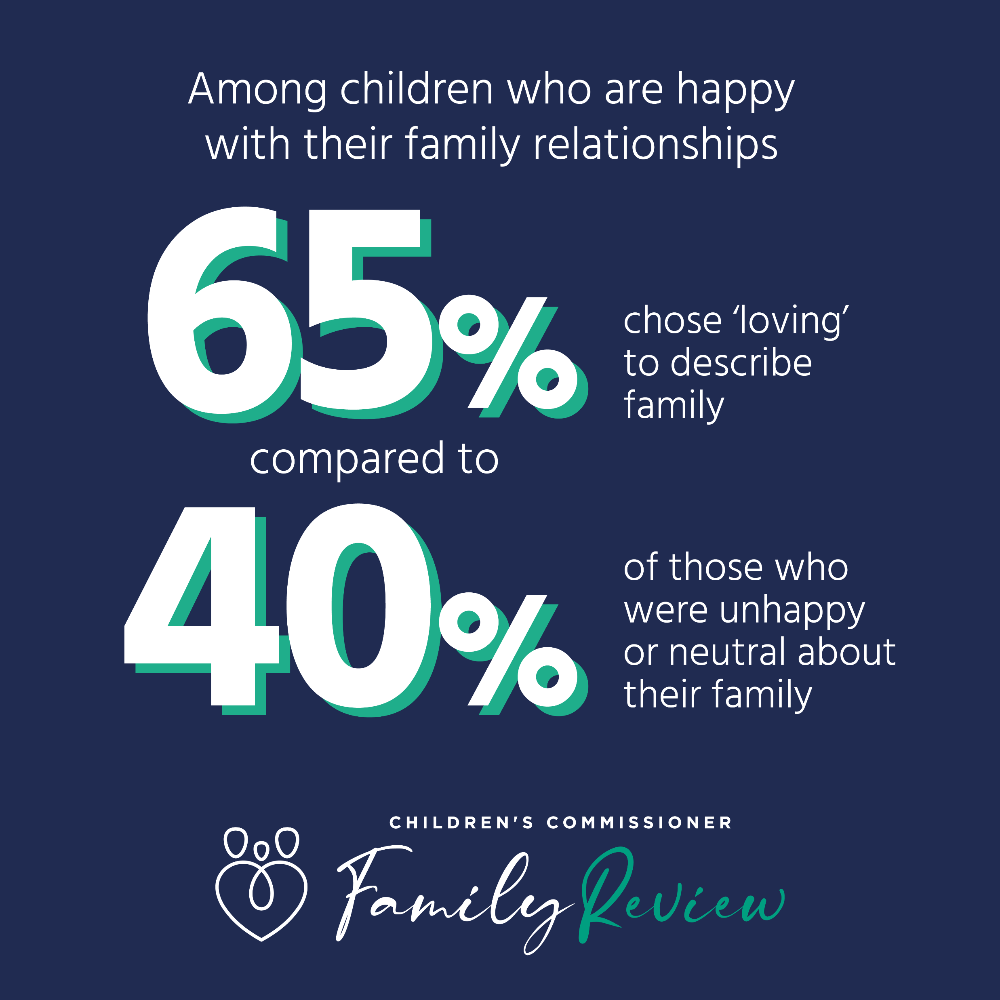 Among children who are happy
with their family relationships
65%
chose ‘loving’
to describe
family
compared to
40%
of those who
were unhappy
or neutral about
their family
CHILDREN'S COMMISSIONER
Family Review